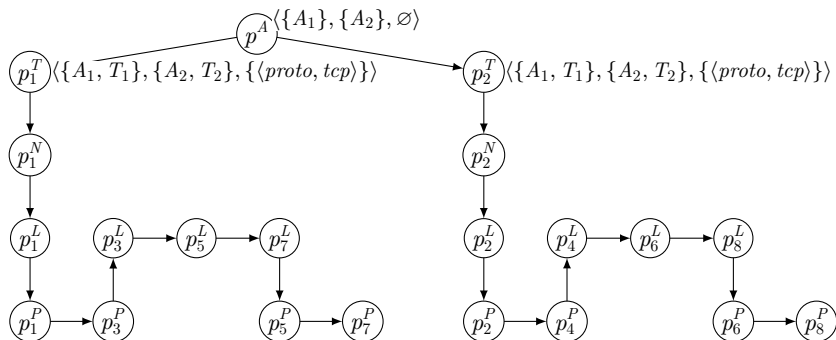 p^A ⟨{A_1}, {A_2}, ∅⟩
p_1^T ⟨{A_1, T_1}, {A_2, T_2}, {⟨proto, tcp⟩}⟩ p_2^T ⟨{A_1, T_1}, {A_2, T_2}, {⟨proto, tcp⟩}⟩
p_1^N p_2^N
p_1^L p_3^L p_5^L p_7^L p_2^L p_4^L p_6^L p_8^L
p_1^P p_3^P p_5^P p_7^P p_2^P p_4^P p_6^P p_8^P